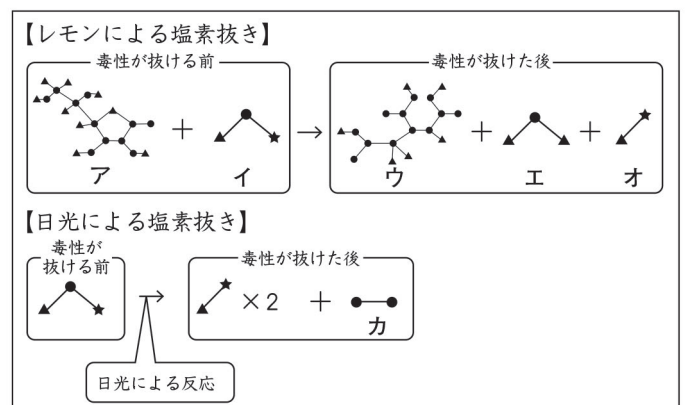 【レモンによる塩素抜き】
毒性が抜ける前
毒性が抜けた後
+ → + +
ア イ ウ エ オ
【日光による塩素抜き】
毒性が
抜ける前
毒性が抜けた後
→ ×2 +
カ
日光による反応